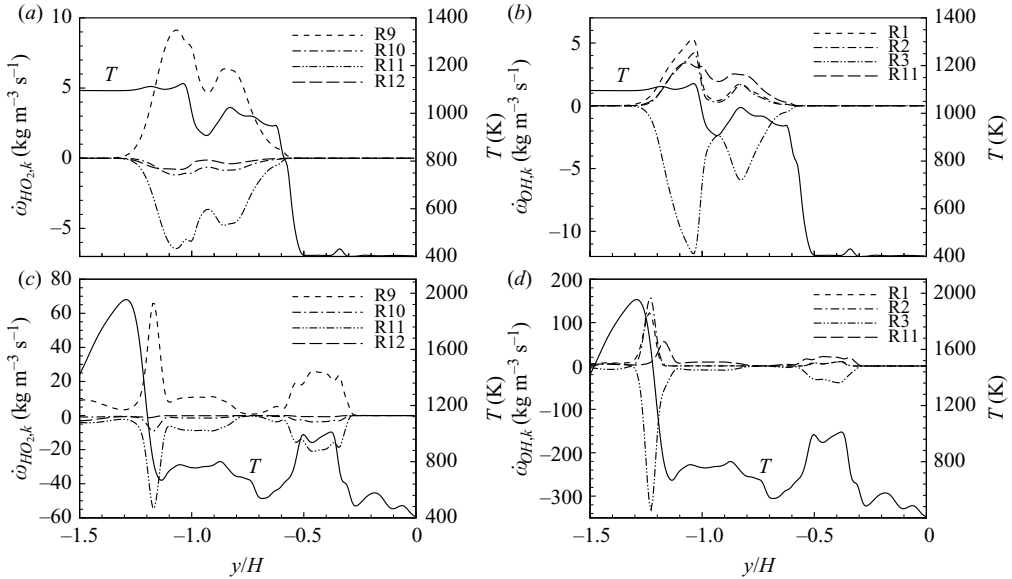 (a)
10
5
0
−5
ω̇HO2,k (kg m−3 s−1)
R9
R10
R11
R12
T
1400
1200
1000
800
600
400
T (K)
(b)
5
0
−5
−10
ω̇OH,k (kg m−3 s−1)
R1
R2
R3
R11
T
1400
1200
1000
800
600
400
T (K)
(c)
80
60
40
20
0
−20
−40
−60
ω̇HO2,k (kg m−3 s−1)
R9
R10
R11
R12
T
2000
1600
1200
800
400
T (K)
−1.5
−1.0
−0.5
0
y/H
(d)
200
100
0
−100
−200
−300
ω̇OH,k (kg m−3 s−1)
R1
R2
R3
R11
T
2000
1600
1200
800
400
T (K)
−1.5
−1.0
−0.5
0
y/H